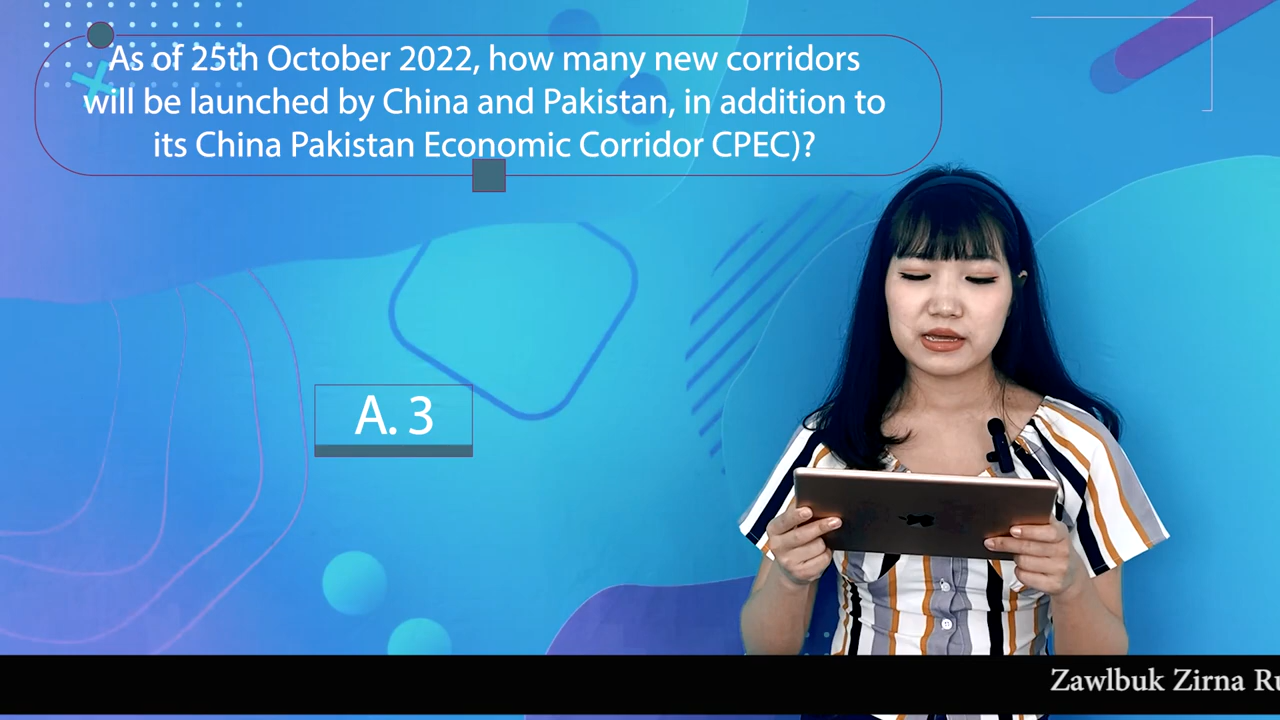 As of 25th October 2022, how many new corridors
will be launched by China and Pakistan, in addition to
its China Pakistan Economic Corridor CPEC)?
A. 3
Zawlbuk Zirna